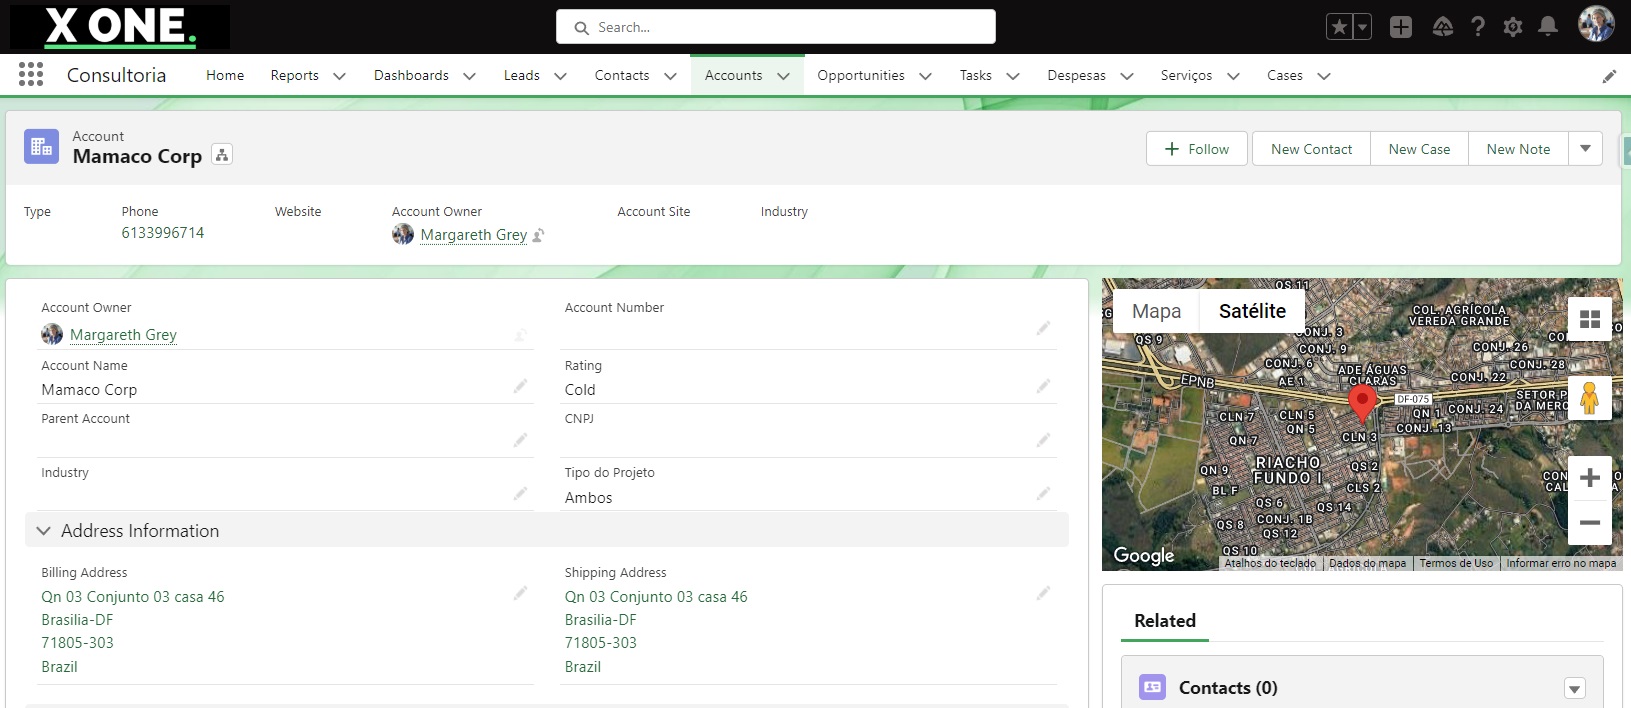 X ONE.
Search...
Consultoria
Home
Reports
Dashboards
Leads
Contacts
Accounts
Opportunities
Tasks
Despesas
Serviços
Cases
Account
Mamaco Corp
Follow
New Contact
New Case
New Note
Type
Phone
Website
Account Owner
Account Site
Industry
6133996714
Margareth Grey
Account Owner
Margareth Grey
Account Number
Account Name
Mamaco Corp
Rating
Cold
Parent Account
CNPJ
Industry
Tipo do Projeto
Ambos
Address Information
Billing Address
Qn 03 Conjunto 03 casa 46
Brasilia-DF
71805-303
Brazil
Shipping Address
Qn 03 Conjunto 03 casa 46
Brasilia-DF
71805-303
Brazil
Mapa
Satélite
QS 11
COL. AGRÍCOLA
VEREDA GRANDE
CONJ. 3
QS 9
CONJ. 9
CONJ. 26
CONJ. 6
CONJ. 28
ADE ÁGUAS
CLARAS
EPNB
AE 1
CONJ. 22
DF-075
CLN 7
CLN 5
QN 1
CONJ. 24
QN 5
CONJ. 13
QN 7
CLN 3
RIACHO
FUNDO I
QN 9
QS 2
BL F
CLS 2
QS 6
QS 14
QS 8
CONJ. 1B
QS 12
QS 10
Google
Atalhos do teclado
Dados do mapa
Termos de Uso
Informar erro no mapa
Related
Contacts (0)